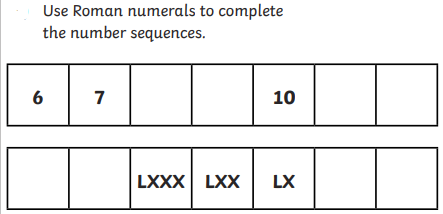 Use Roman numerals to complete
the number sequences.
6 7 10
LXXX LXX LX